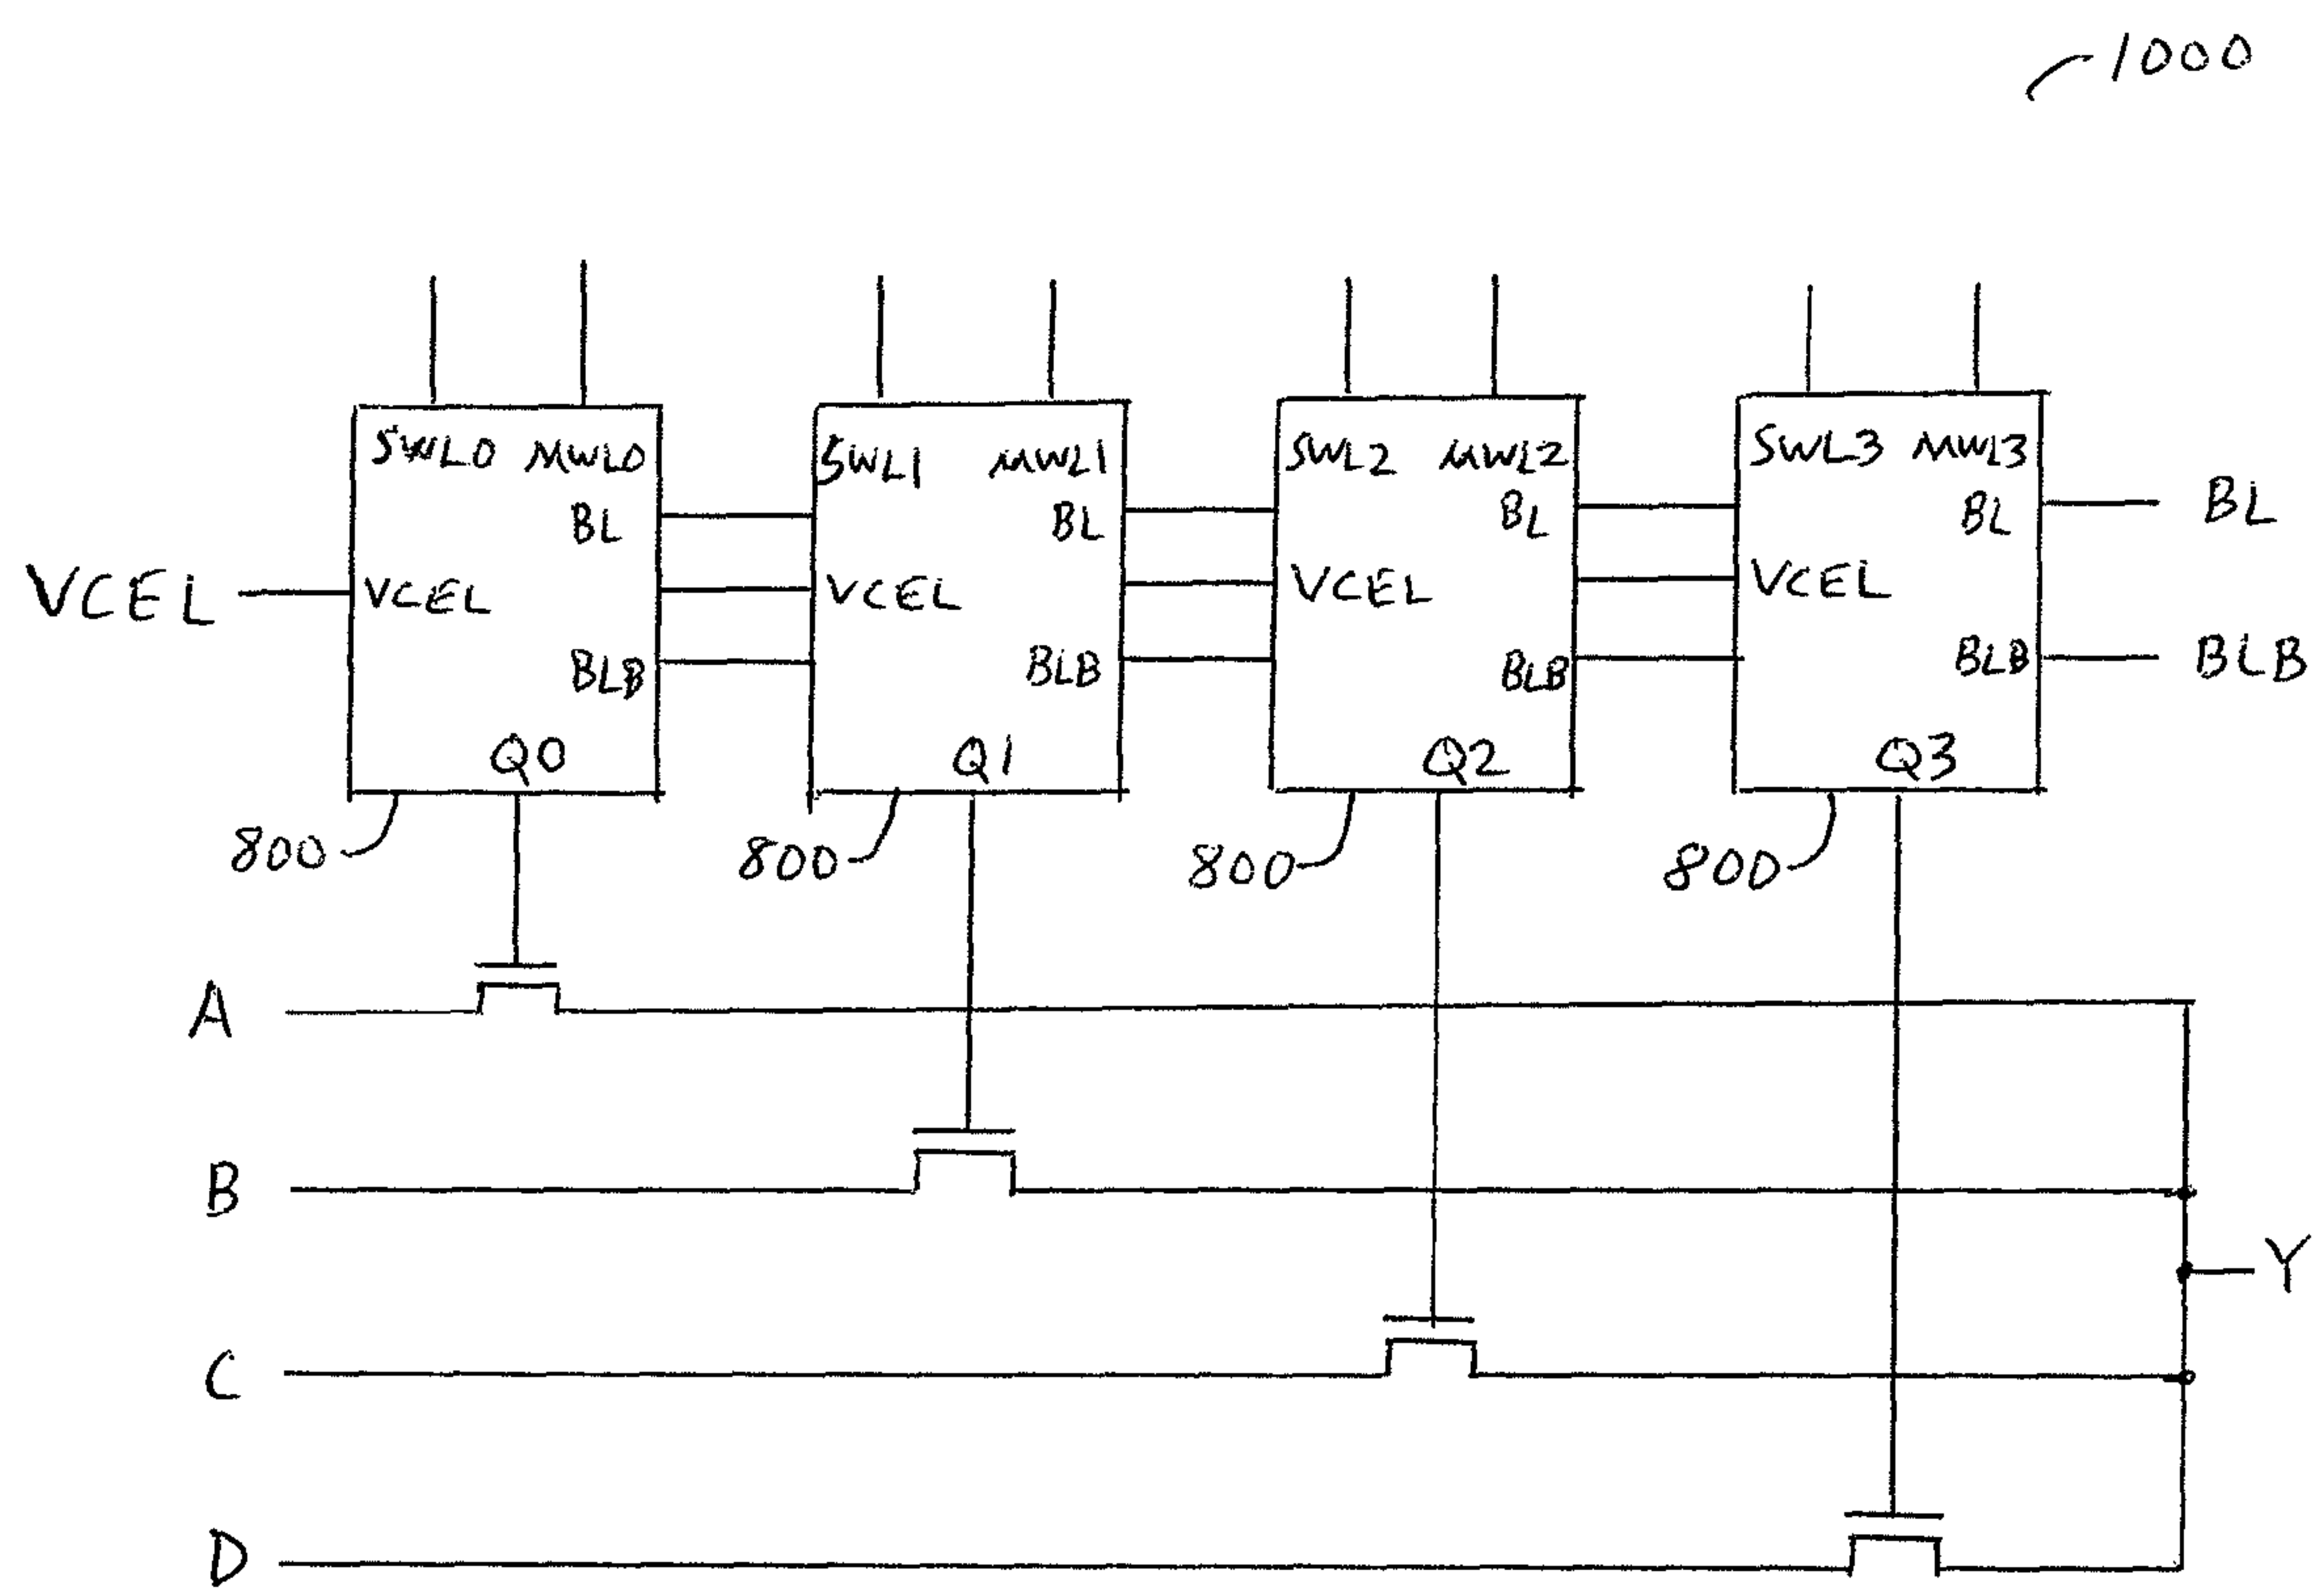 1000
SWL0 MWL0 SWL1 MWL1 SWL2 MWL2 SWL3 MWL3
BL BL BL BL BL
VCEL VCEL VCEL VCEL VCEL
BLB BLB BLB BLB BLB
Q0 Q1 Q2 Q3
800 800 800 800
A
B
Y
C
D